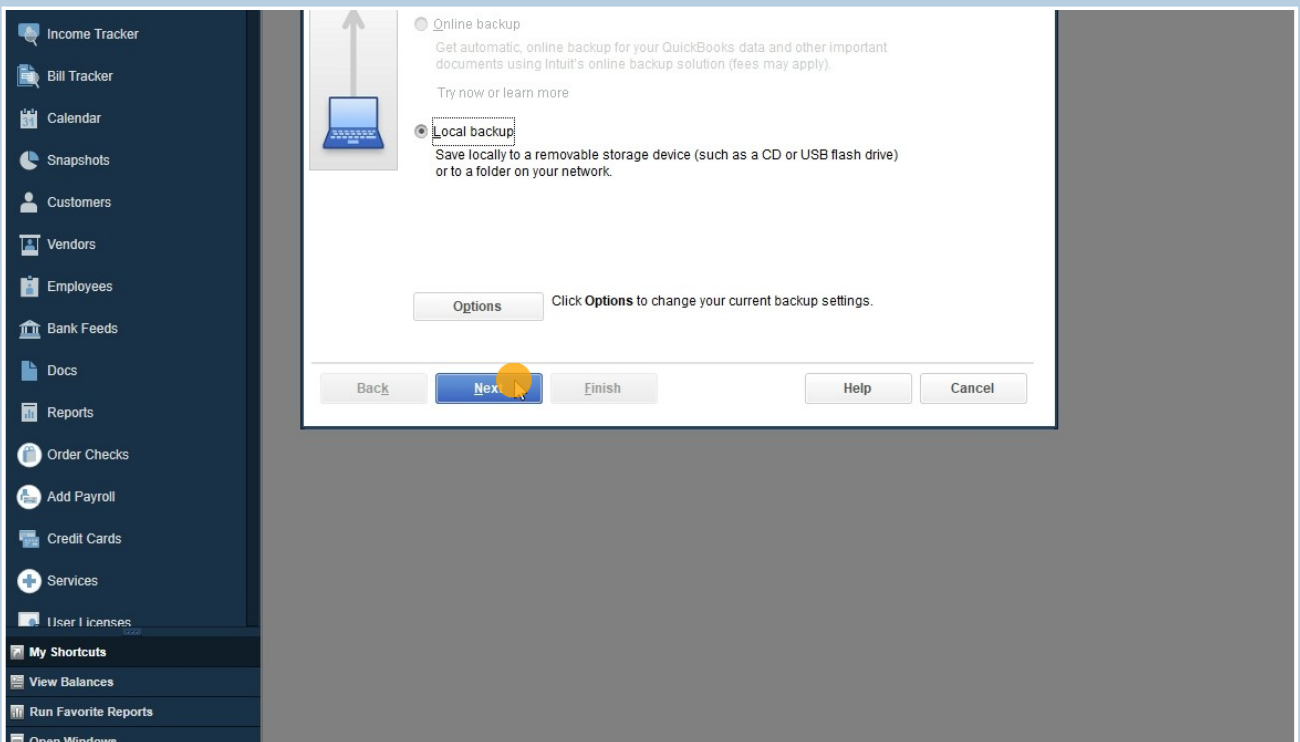 Income Tracker
Bill Tracker
31
Calendar
Snapshots
Customers
Vendors
Employees
Bank Feeds
Docs
Reports
Order Checks
Add Payroll
Credit Cards
Services
User Licenses
My Shortcuts
View Balances
Run Favorite Reports
Open Windows
Online backup
Get automatic, online backup for your QuickBooks data and other important
documents using Intuit's online backup solution (fees may apply).
Try now or learn more
Local backup
Save locally to a removable storage device (such as a CD or USB flash drive)
or to a folder on your network.
Options
Click Options to change your current backup settings.
Back
Next
Finish
Help
Cancel